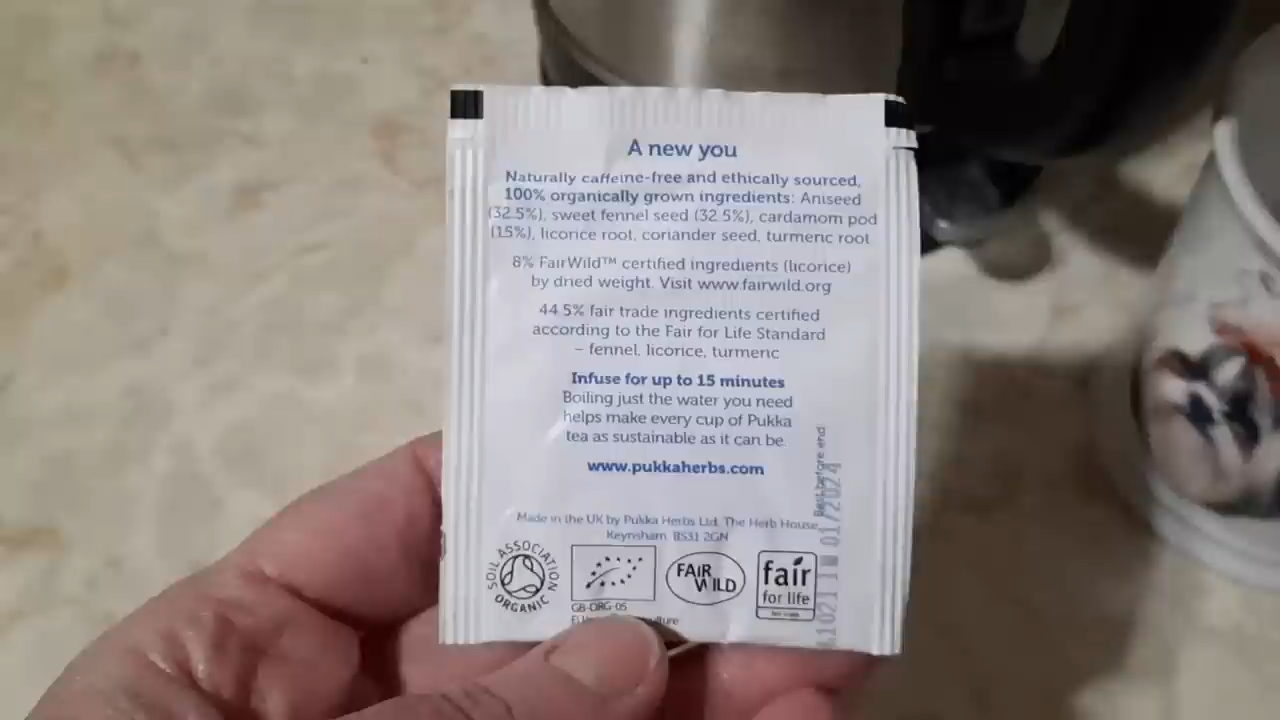 A new you
Naturally caffeine-free and ethically sourced,
100% organically grown ingredients: Aniseed
(32.5%), sweet fennel seed (32.5%), cardamom pod
(15%), licorice root, coriander seed, turmeric root
8% FairWild™ certified ingredients (licorice)
by dried weight. Visit www.fairwild.org
44.5% fair trade ingredients certified
according to the Fair for Life Standard
– fennel, licorice, turmeric
Infuse for up to 15 minutes
Boiling just the water you need
helps make every cup of Pukka
tea as sustainable as it can be.
www.pukkaherbs.com
Best before end
01/2024
Made in the UK by Pukka Herbs Ltd. The Herb House,
Keynsham, BS31 2GN
SOIL ASSOCIATION
ORGANIC
GB-ORG-05
FAIR
WILD
fair
for life